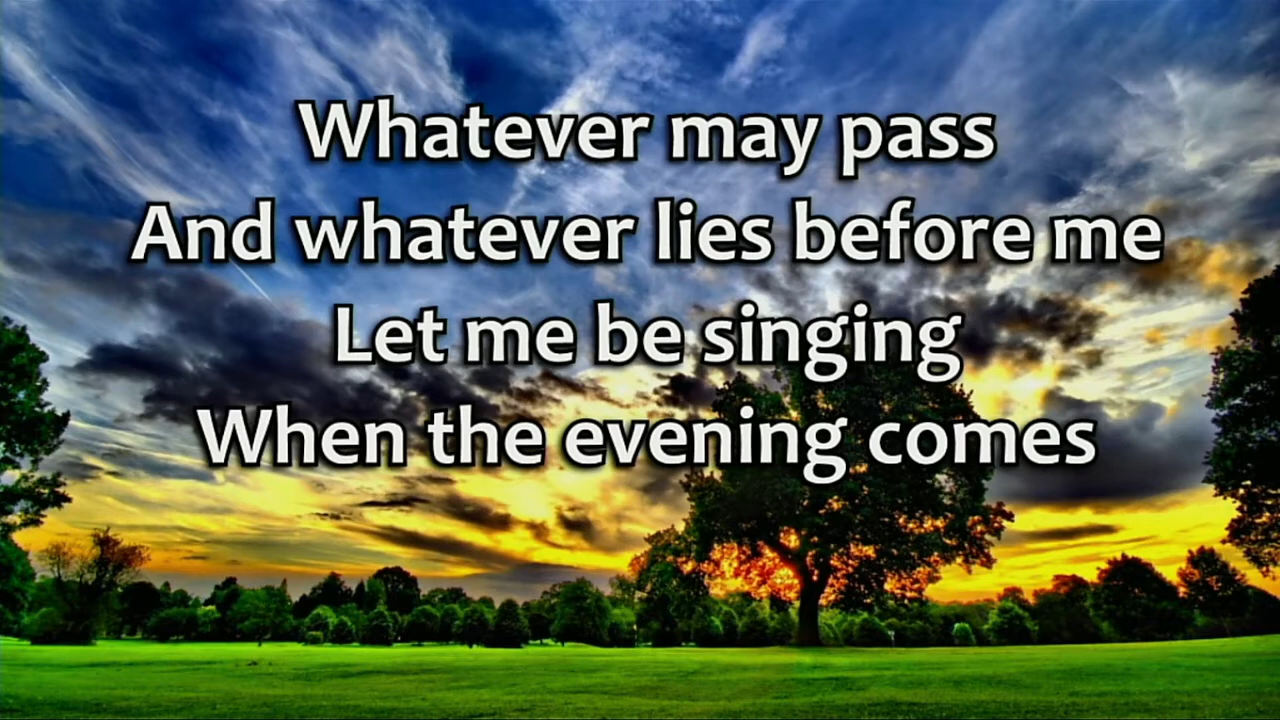 Whatever may pass
And whatever lies before me
Let me be singing
When the evening comes